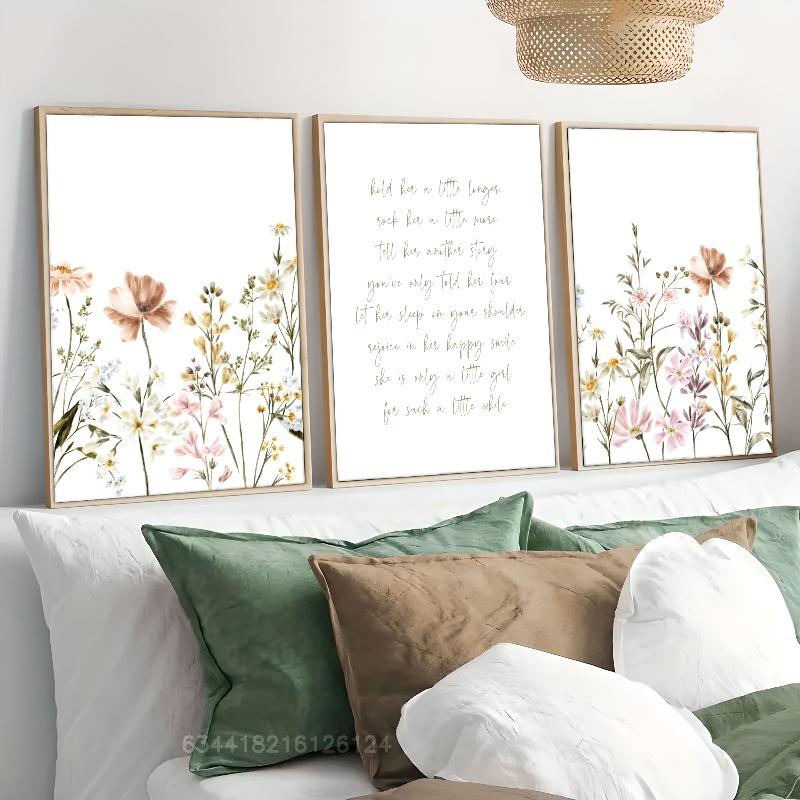 hold her a little longer
rock her a little more
tell her another story
you've only told her four
let her sleep on your shoulder
rejoice in her happy smile
she is only a little girl
for such a little while
634418216126124